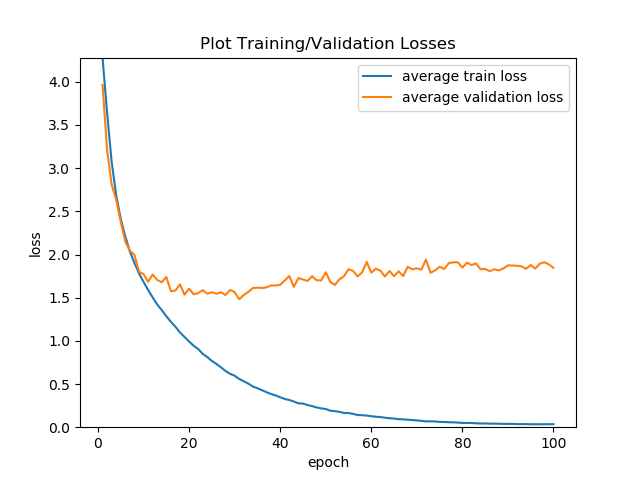 Plot Training/Validation Losses
average train loss
average validation loss
loss
4.0
3.5
3.0
2.5
2.0
1.5
1.0
0.5
0.0
0 20 40 60 80 100
epoch